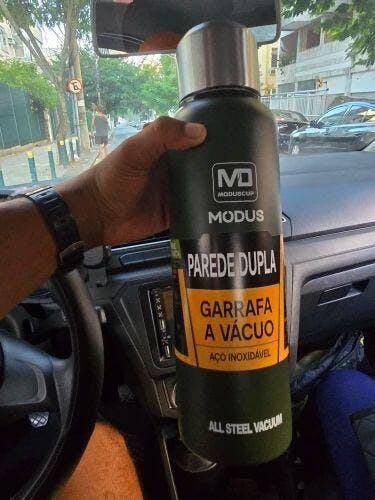 MD
MODUSCUP
MODUS
PAREDE DUPLA
GARRAFA
A VÁCUO
AÇO INOXIDÁVEL
ALL STEEL VACUUM